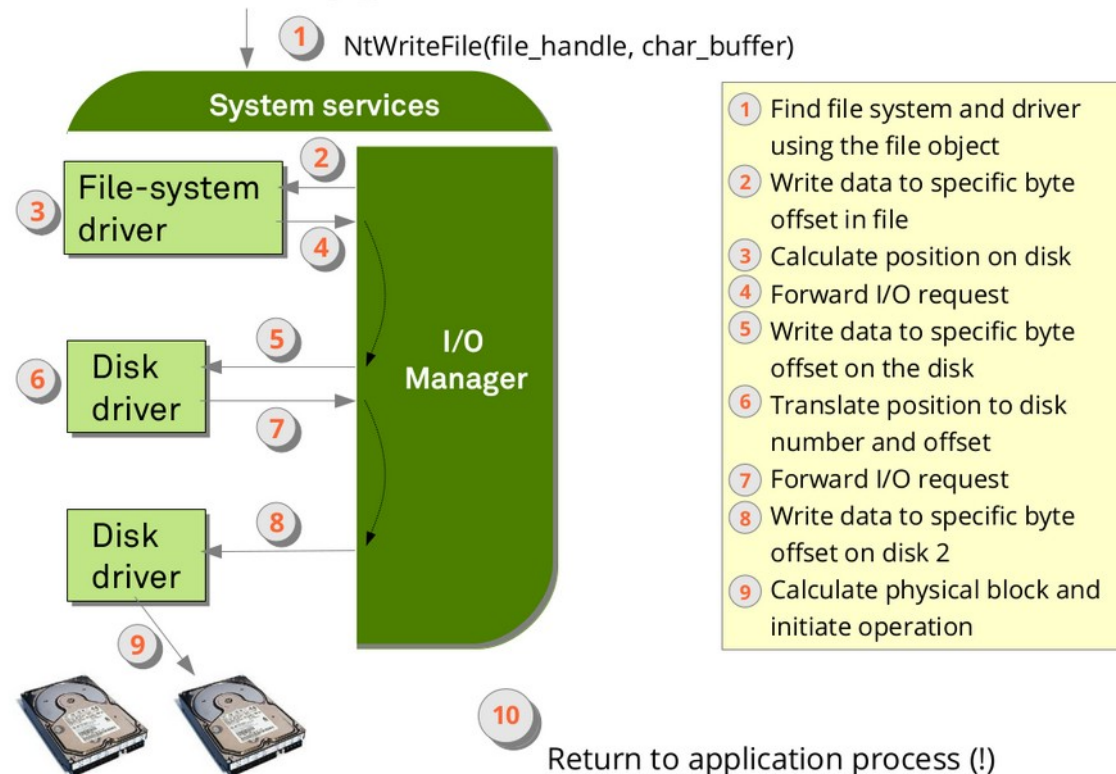 1 NtWriteFile(file_handle, char_buffer)
System services
2
File-system
driver
3
4
5
I/O
Manager
6
Disk
driver
7
8
Disk
driver
9
10
Return to application process (!)
1 Find file system and driver
using the file object
2 Write data to specific byte
offset in file
3 Calculate position on disk
4 Forward I/O request
5 Write data to specific byte
offset on the disk
6 Translate position to disk
number and offset
7 Forward I/O request
8 Write data to specific byte
offset on disk 2
9 Calculate physical block and
initiate operation